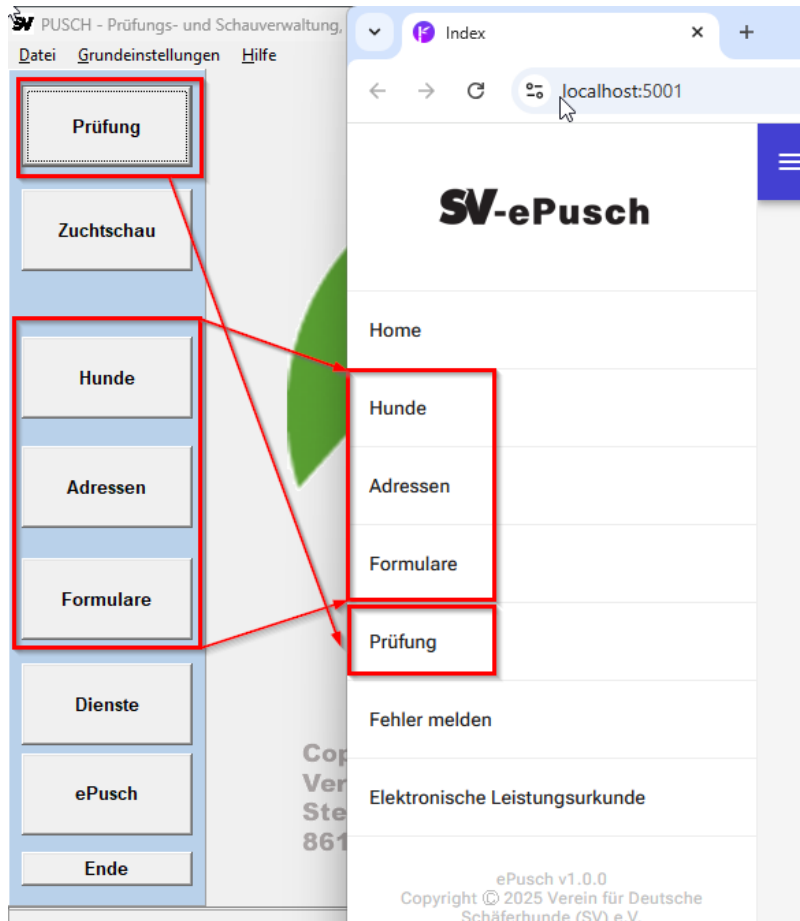 PUSCH - Prüfungs- und Schauverwaltung,
Datei Grundeinstellungen Hilfe
Prüfung
Zuchtschau
Hunde
Adressen
Formulare
Dienste
ePusch
Ende
Cop
Ver
Ste
861
Index
localhost:5001
SV-ePusch
Home
Hunde
Adressen
Formulare
Prüfung
Fehler melden
Elektronische Leistungsurkunde
ePusch v1.0.0
Copyright © 2025 Verein für Deutsche
Schäferhunde (SV) e.V.